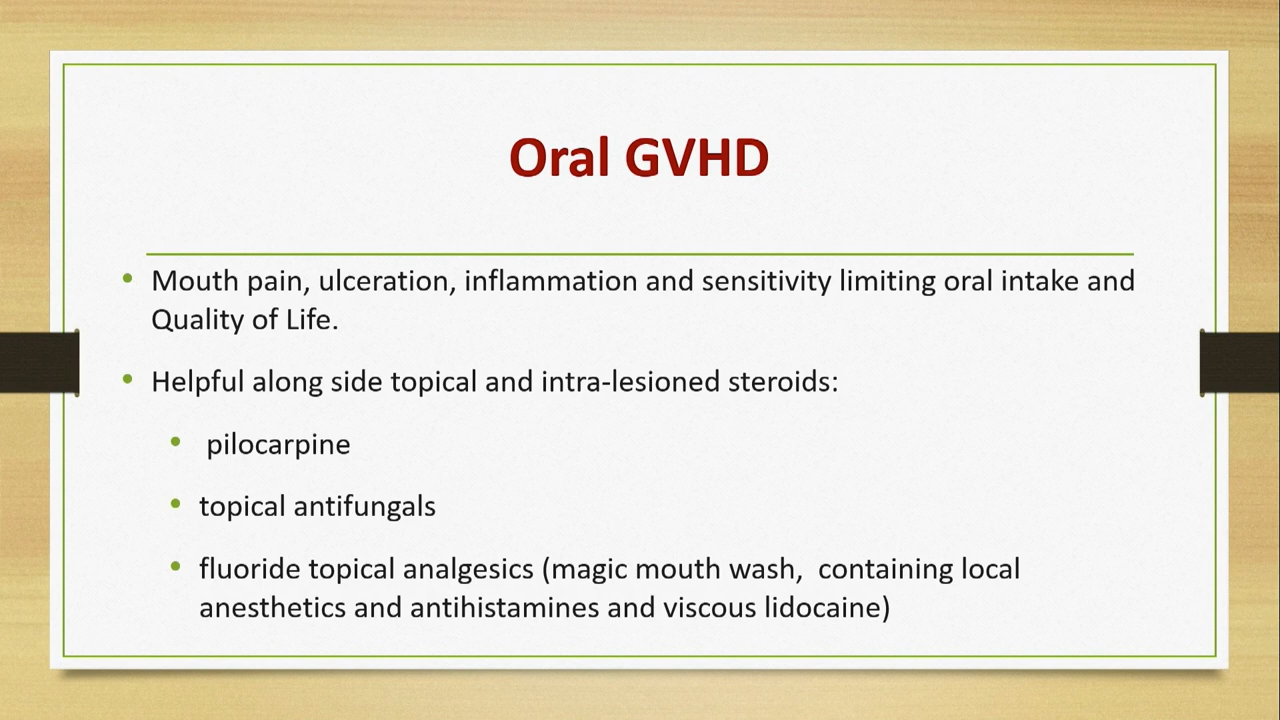 Oral GVHD
• Mouth pain, ulceration, inflammation and sensitivity limiting oral intake and
Quality of Life.
• Helpful along side topical and intra-lesioned steroids:
• pilocarpine
• topical antifungals
• fluoride topical analgesics (magic mouth wash,  containing local
anesthetics and antihistamines and viscous lidocaine)